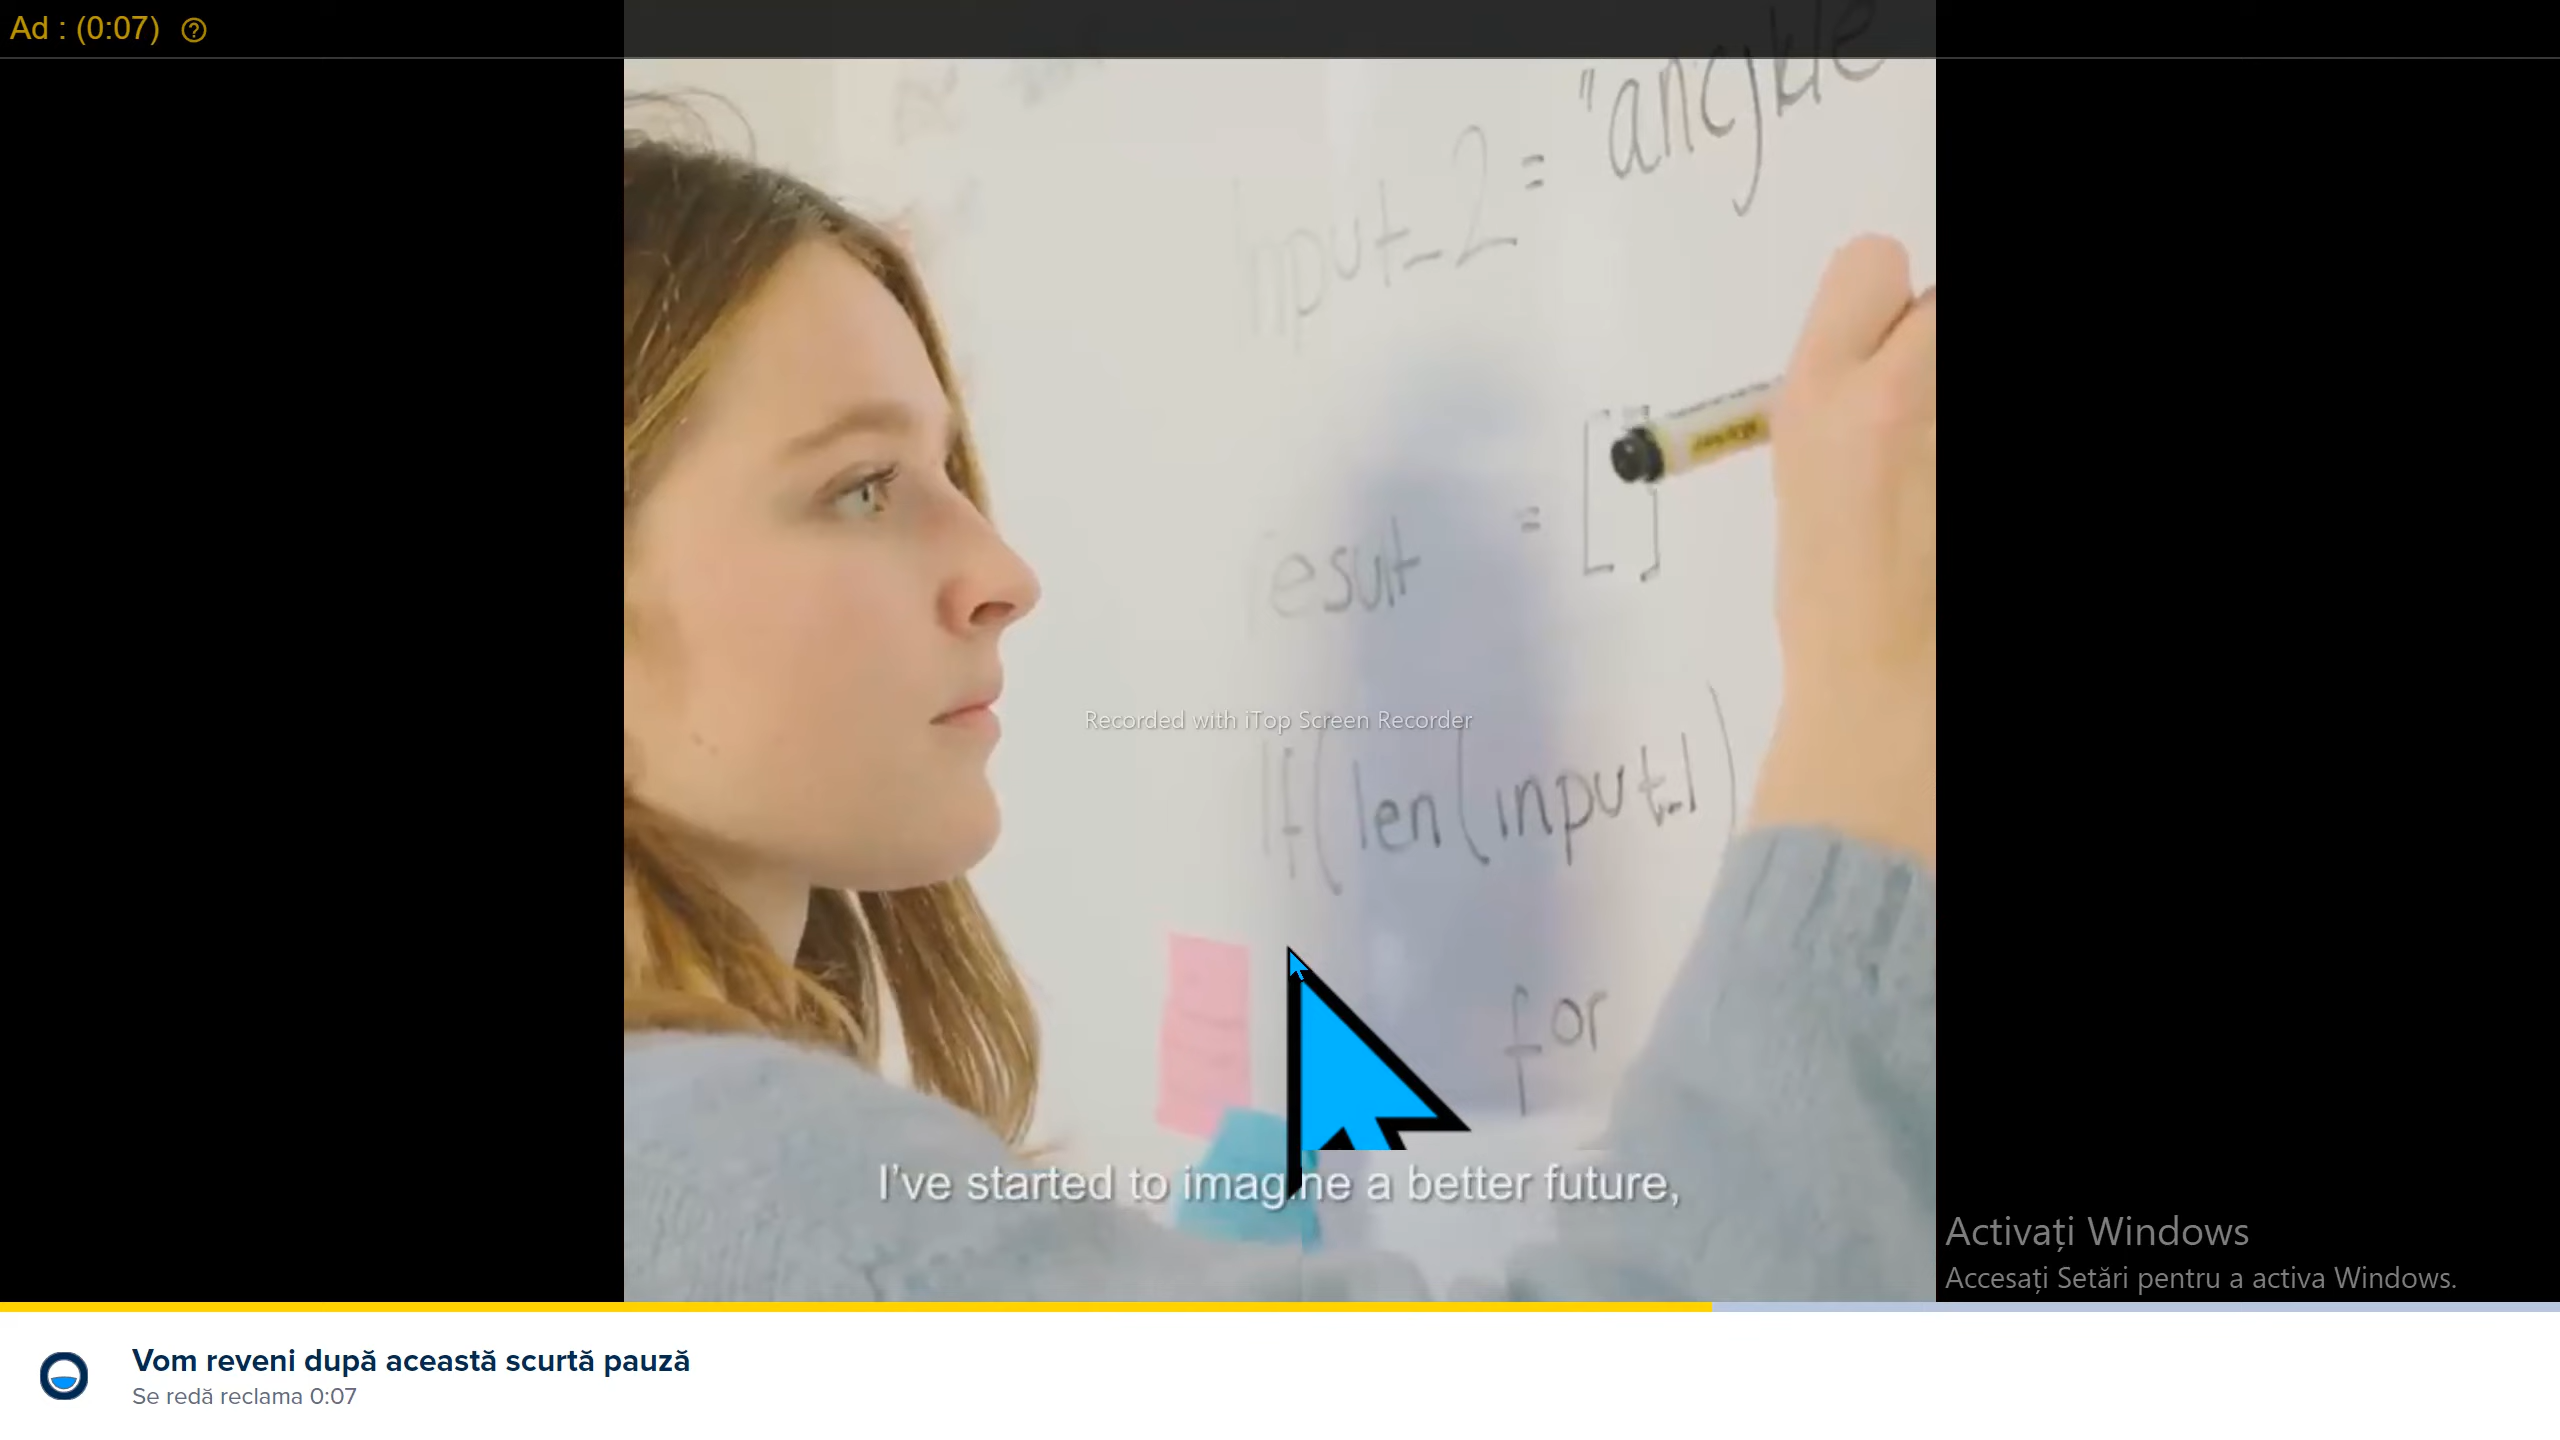 Ad : (0:07) ?
"ancjkle
input_2 =
result = []
If(len(input_1)
Recorded with iTop Screen Recorder
for
I've started to imagine a better future,
Activați Windows
Accesați Setări pentru a activa Windows.
Vom reveni după această scurtă pauză
Se redă reclama 0:07